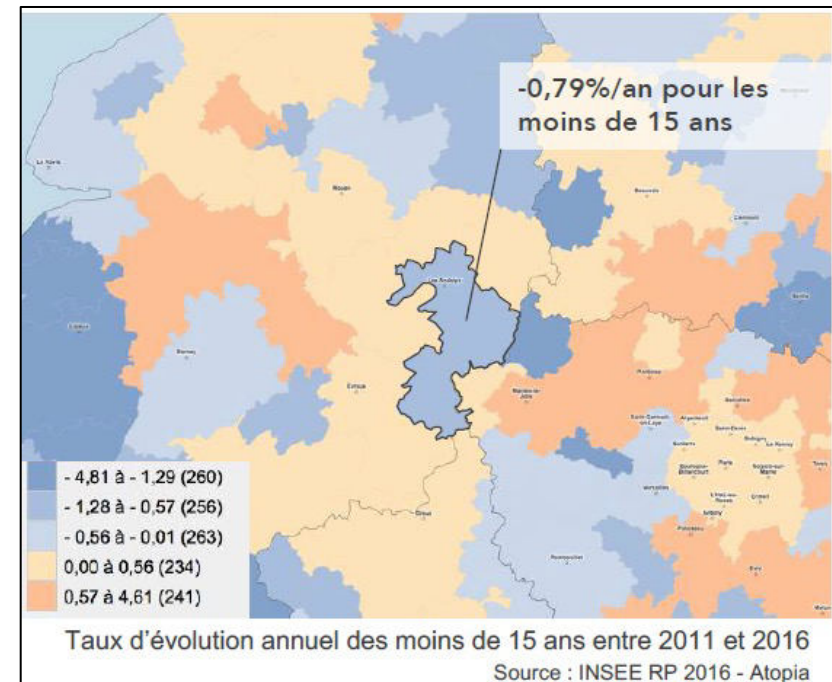 -0,79%/an pour les
moins de 15 ans
Le Havre
Rouen
Beauvais
Les Andelys
Senlis
Lisieux
Bernay
Evreux
Mantes-la-
Jolie
Pontoise
Saint-Germain-
en-Laye
Argenteuil
Sarcelles
Saint-Denis
Bobigny
Le Raincy
Nanterre
Boulogne-
Billancourt
Paris
Nogent-sur-
Marne
Torcy
Versailles
L'Haÿ-les-
Roses
Créteil
Antony
Palaiseau
Dreux
Rambouillet
Evry
- 4,81 à - 1,29 (260)
- 1,28 à - 0,57 (256)
- 0,56 à - 0,01 (263)
0,00 à 0,56 (234)
0,57 à 4,61 (241)
Taux d'évolution annuel des moins de 15 ans entre 2011 et 2016
Source : INSEE RP 2016 - Atopia